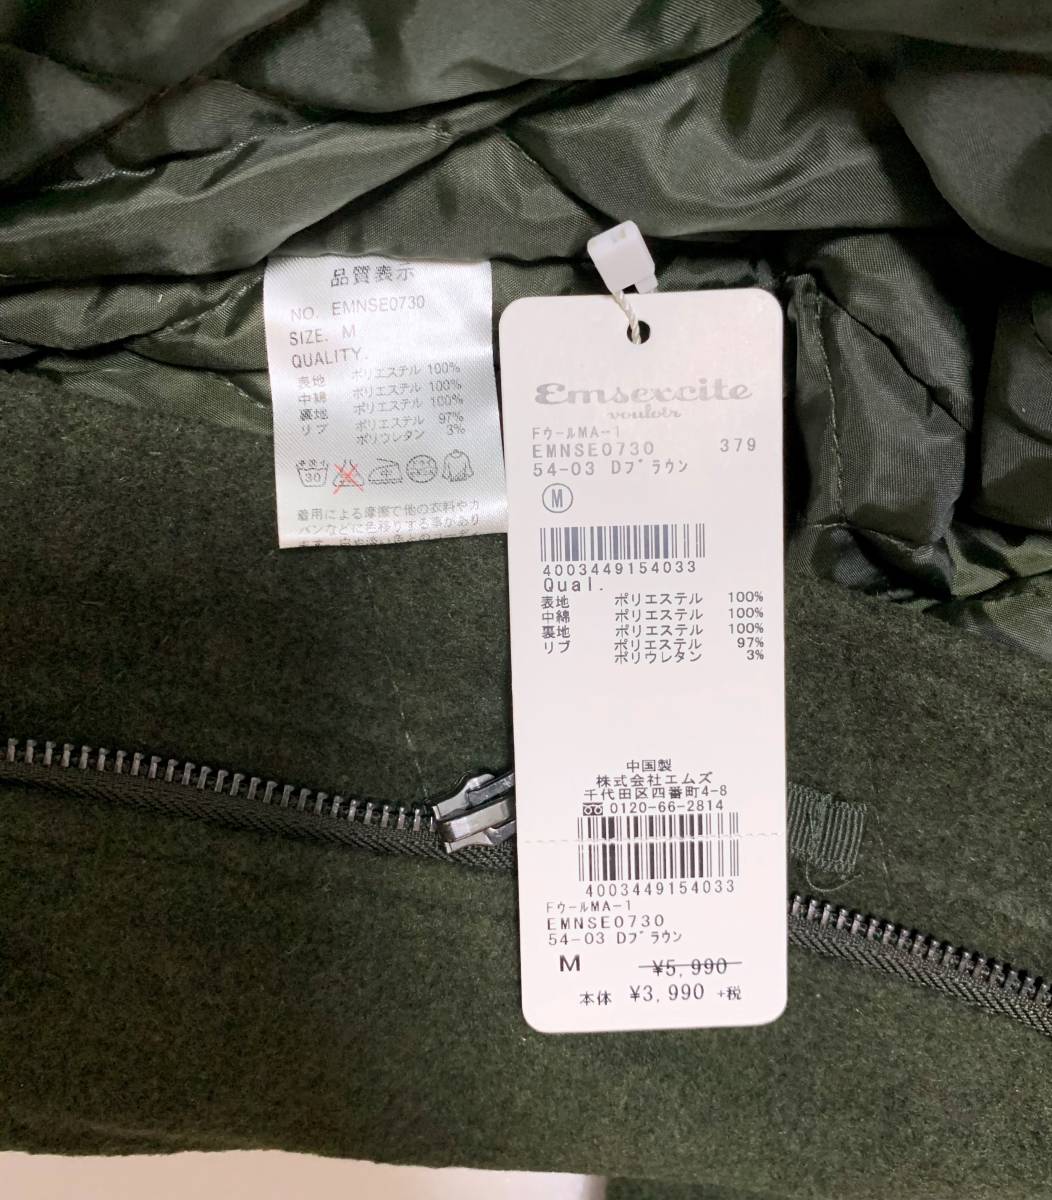 品質表示
NO. EMNSE0730
SIZE. M
QUALITY.
表地 ポリエステル 100%
中綿 ポリエステル 100%
裏地 ポリエステル 100%
リブ ポリエステル 97%
ポリウレタン 3%
30
着用による摩擦で他の衣料やカ
バンなどに色移りする事があり
Emsexcite
vouloir
FウールMA-1
EMNSE0730 379
54-03 Dブラウン
M
4003449154033
Qual.
表地 ポリエステル 100%
中綿 ポリエステル 100%
裏地 ポリエステル 100%
リブ ポリエステル 97%
ポリウレタン 3%
中国製
株式会社エムズ
千代田区四番町4-8
0120-66-2814
4003449154033
FウールMA-1
EMNSE0730
54-03 Dブラウン
M ¥5,990
本体 ¥3,990 +税